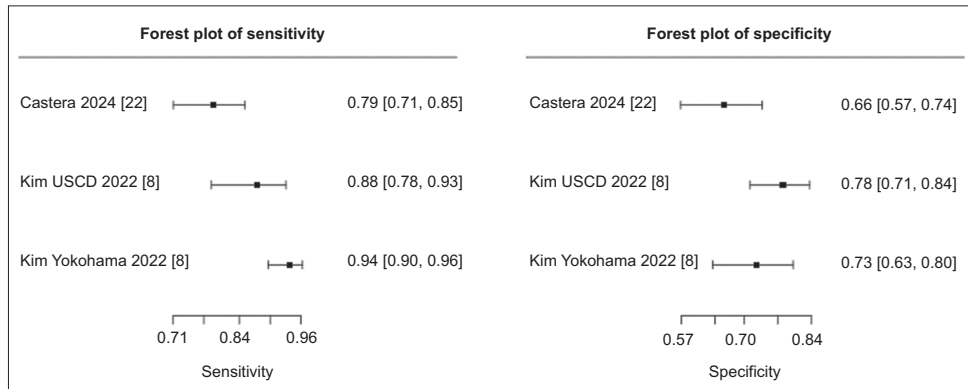 Forest plot of sensitivity
Castera 2024 [22] 0.79 [0.71, 0.85]
Kim USCD 2022 [8] 0.88 [0.78, 0.93]
Kim Yokohama 2022 [8] 0.94 [0.90, 0.96]
0.71 0.84 0.96
Sensitivity
Forest plot of specificity
Castera 2024 [22] 0.66 [0.57, 0.74]
Kim USCD 2022 [8] 0.78 [0.71, 0.84]
Kim Yokohama 2022 [8] 0.73 [0.63, 0.80]
0.57 0.70 0.84
Specificity